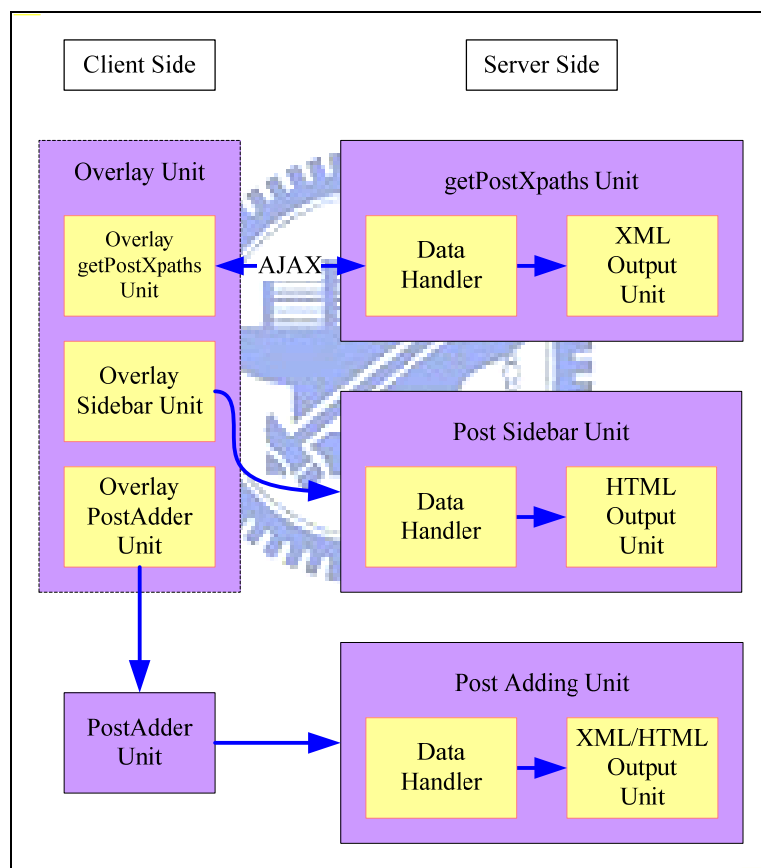 Client Side
Server Side
Overlay Unit
Overlay
getPostXpaths
Unit
Overlay
Sidebar Unit
Overlay
PostAdder
Unit
PostAdder
Unit
AJAX
getPostXpaths Unit
Data
Handler
XML
Output
Unit
Post Sidebar Unit
Data
Handler
HTML
Output
Unit
Post Adding Unit
Data
Handler
XML/HTML
Output
Unit